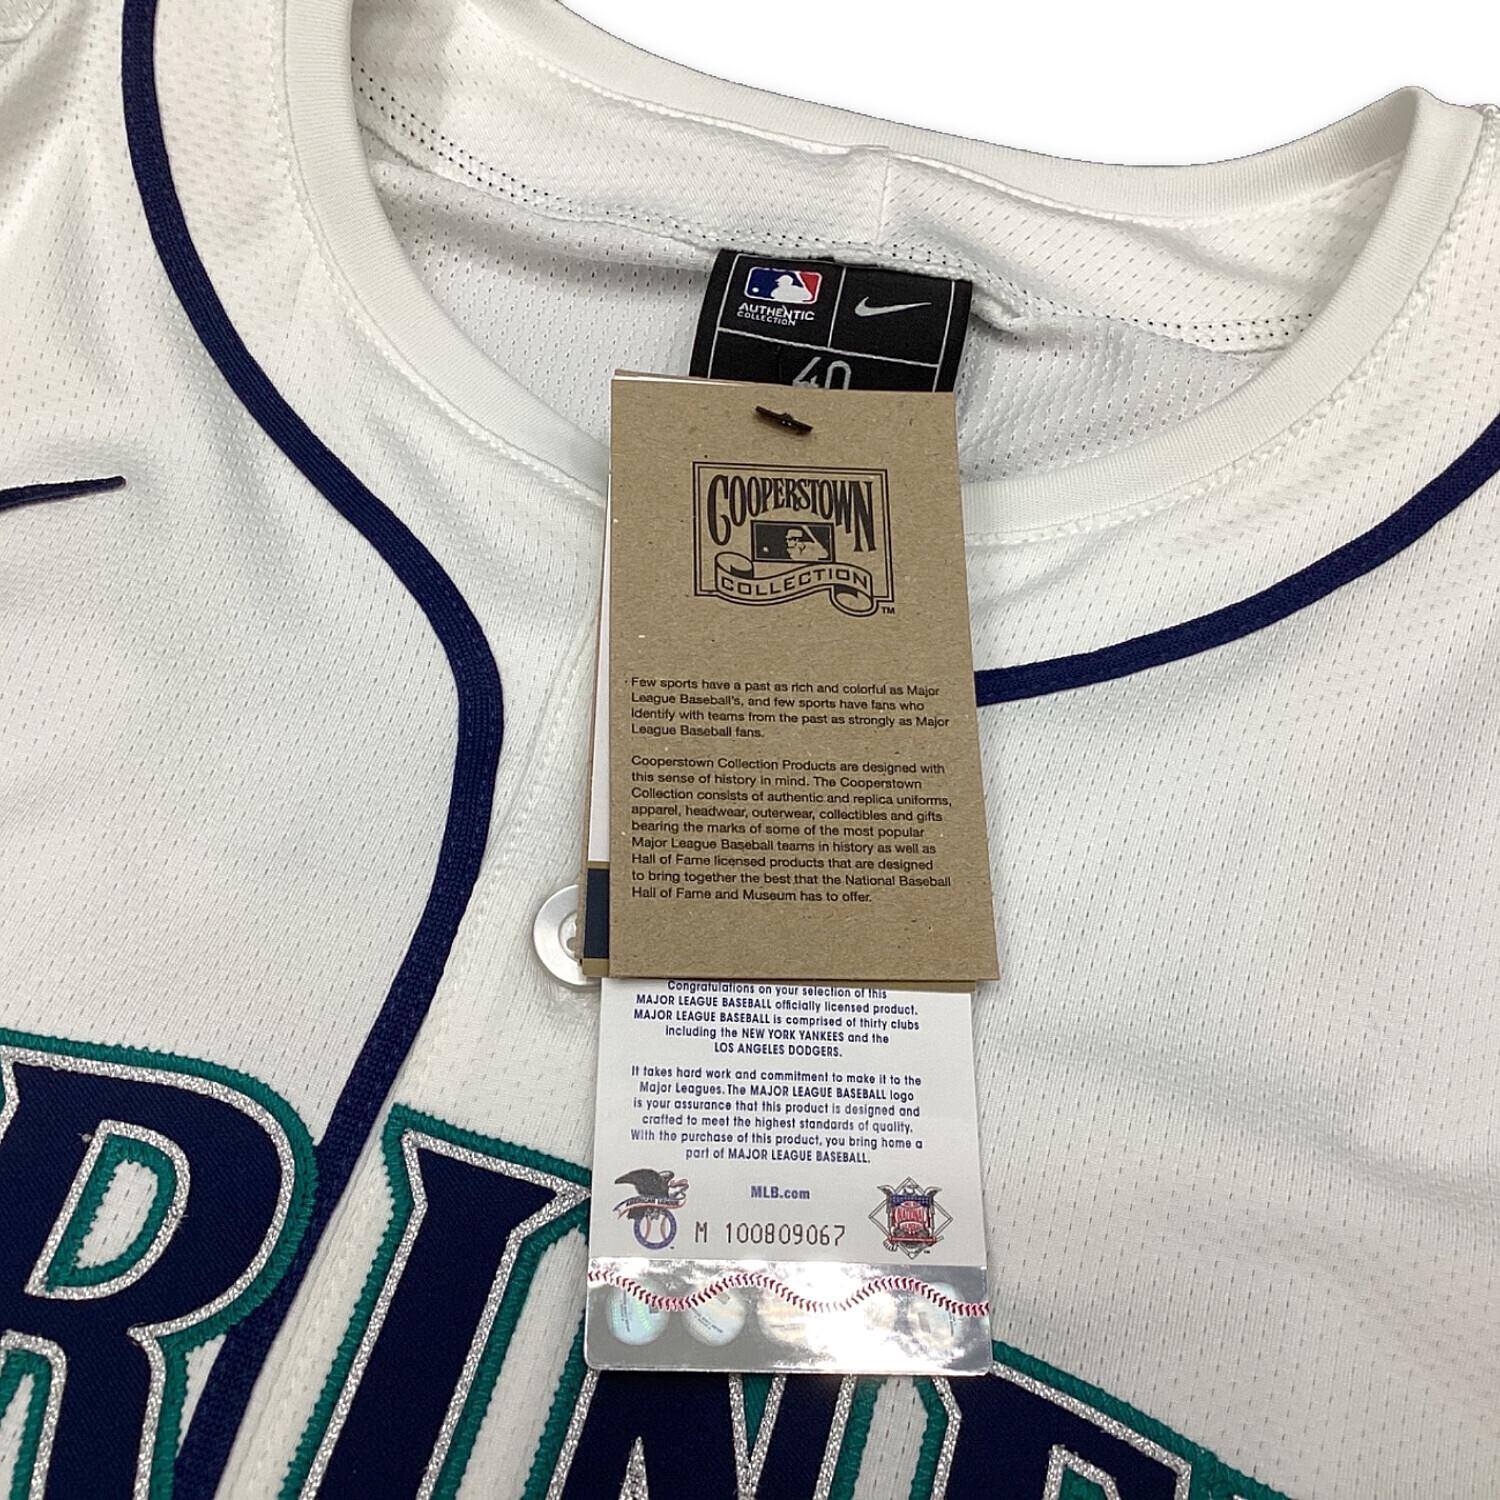 AUTHENTIC
COLLECTION
40
COOPERSTOWN
COLLECTION
TM
Few sports have a past as rich and colorful as Major
League Baseball's, and few sports have fans who
identify with teams from the past as strongly as Major
League Baseball fans.
Cooperstown Collection Products are designed with
this sense of history in mind. The Cooperstown
Collection consists of authentic and replica uniforms,
apparel, headwear, outerwear, collectibles and gifts
bearing the marks of some of the most popular
Major League Baseball teams in history as well as
Hall of Fame licensed products that are designed
to bring together the best that the National Baseball
Hall of Fame and Museum has to offer.
Congratulations on your selection of this
MAJOR LEAGUE BASEBALL officially licensed product.
MAJOR LEAGUE BASEBALL is comprised of thirty clubs
including the NEW YORK YANKEES and the
LOS ANGELES DODGERS.
It takes hard work and commitment to make it to the
Major Leagues. The MAJOR LEAGUE BASEBALL logo
is your assurance that this product is designed and
crafted to meet the highest standards of quality.
With the purchase of this product, you bring home a
part of MAJOR LEAGUE BASEBALL.
MLB.com
AMERICAN LEAGUE
NATIONAL
M 100809067
RINE